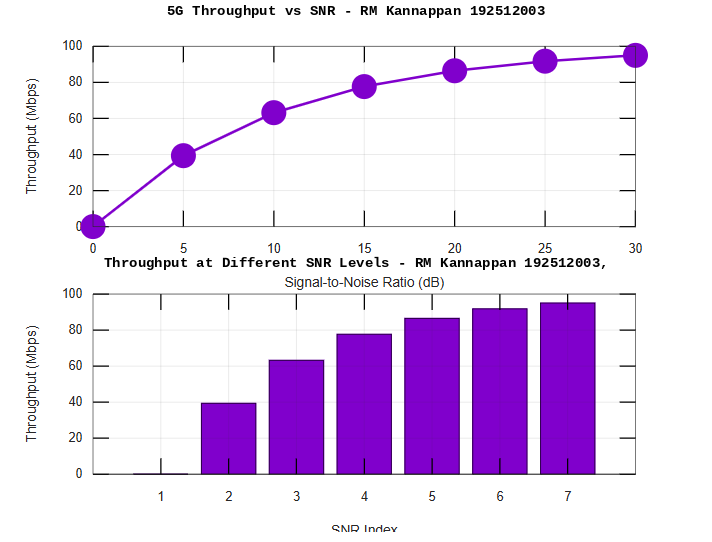 5G Throughput vs SNR - RM Kannappan 192512003
Throughput (Mbps)
100
80
60
40
20
0
0 5 10 15 20 25 30
Throughput at Different SNR Levels - RM Kannappan 192512003,
Signal-to-Noise Ratio (dB)
Throughput (Mbps)
100
80
60
40
20
0
1 2 3 4 5 6 7
SNR Index